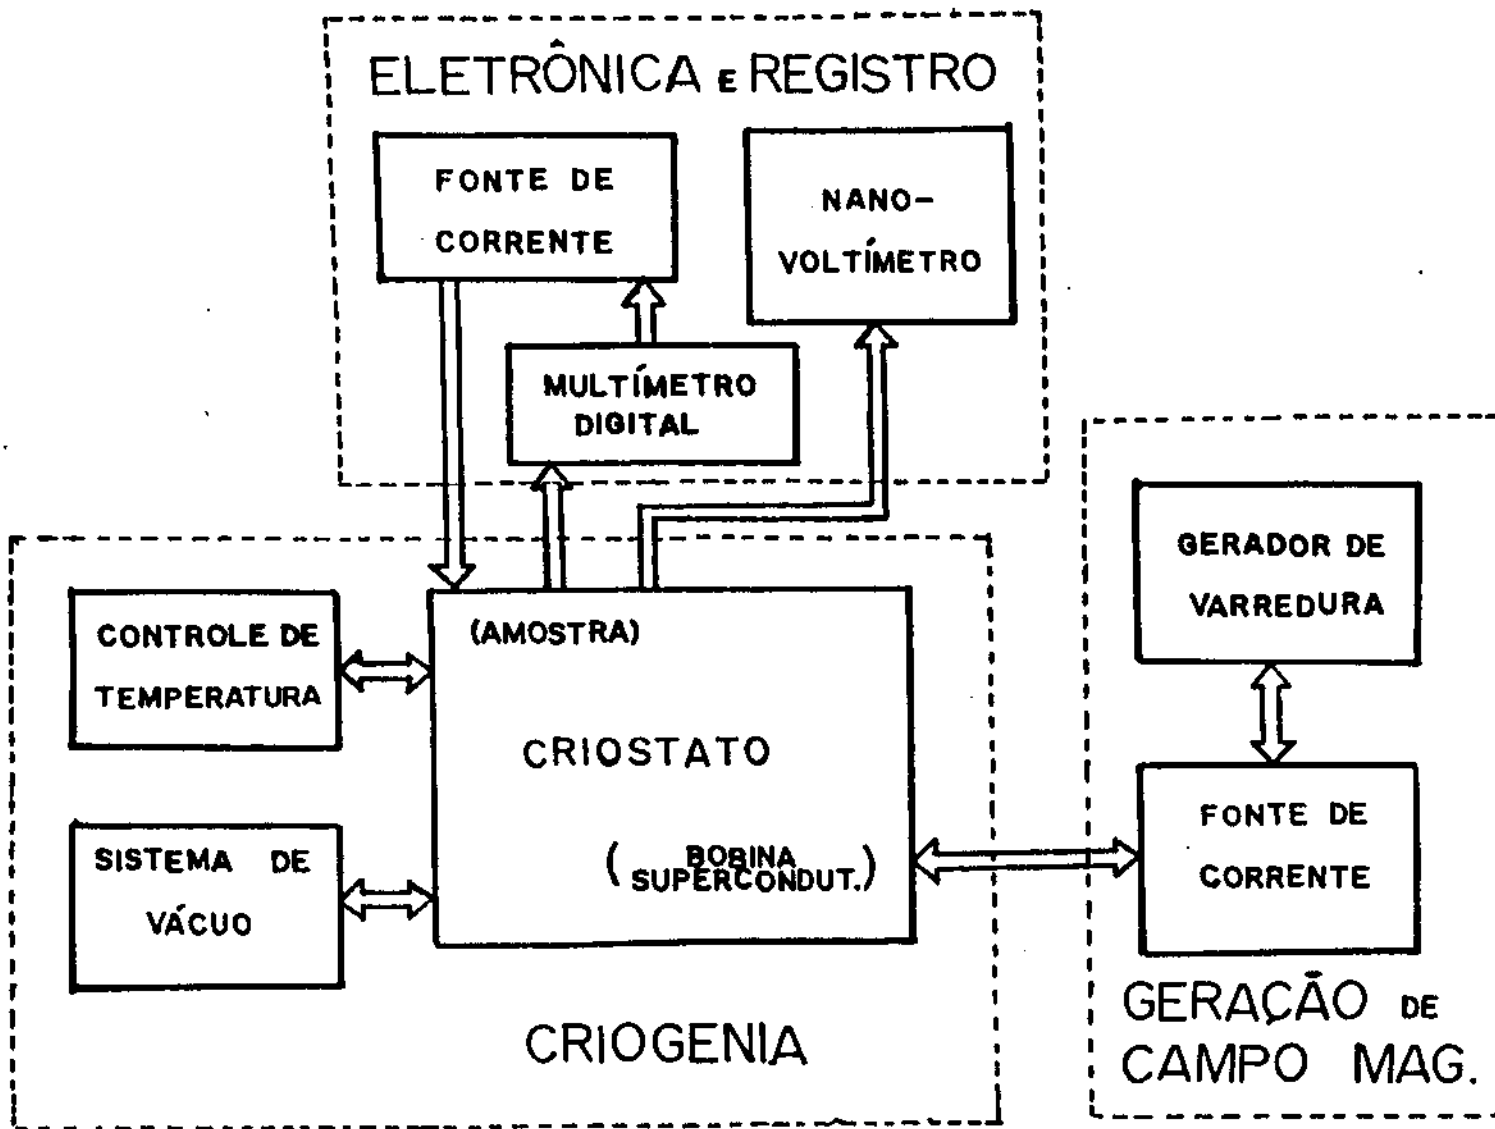 ELETRÔNICA E REGISTRO
FONTE DE
CORRENTE
NANO-
VOLTÍMETRO
MULTÍMETRO
DIGITAL
CONTROLE DE
TEMPERATURA
SISTEMA DE
VÁCUO
(AMOSTRA)
CRIOSTATO
( BOBINA
SUPERCONDUT.)
CRIOGENIA
GERADOR DE
VARREDURA
FONTE DE
CORRENTE
GERAÇÃO DE
CAMPO MAG.